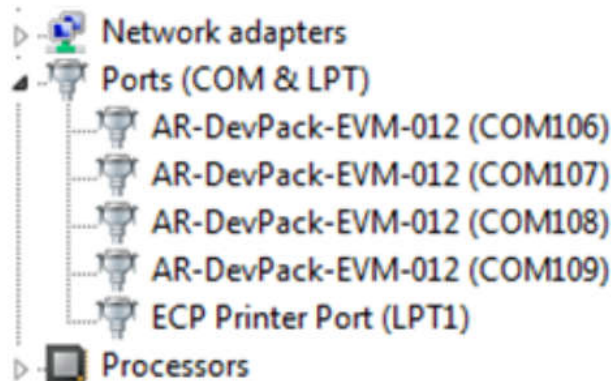 Network adapters
Ports (COM & LPT)
AR-DevPack-EVM-012 (COM106)
AR-DevPack-EVM-012 (COM107)
AR-DevPack-EVM-012 (COM108)
AR-DevPack-EVM-012 (COM109)
ECP Printer Port (LPT1)
Processors